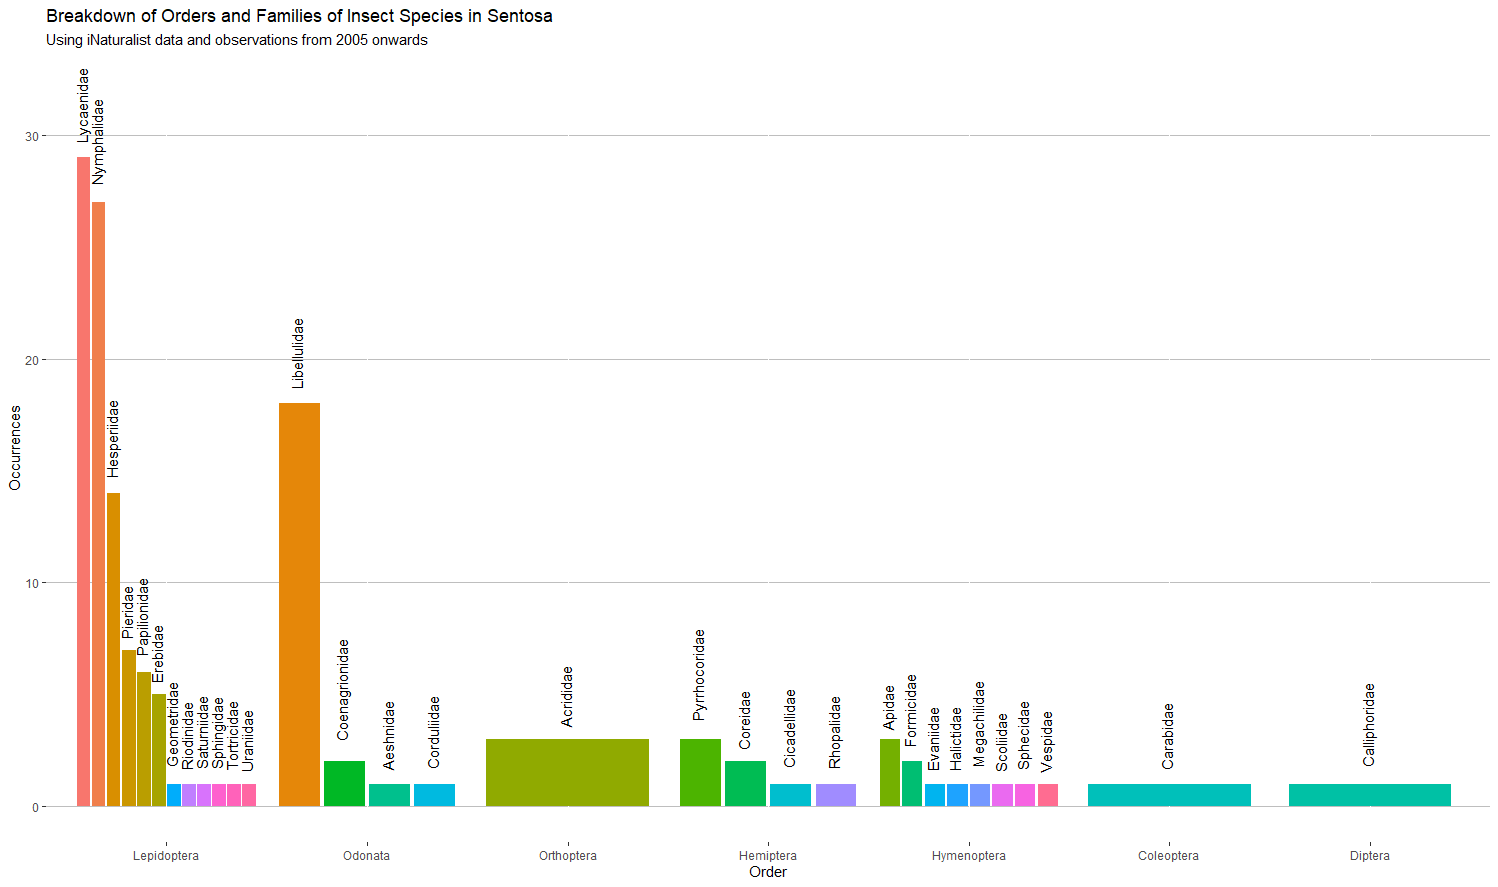 Breakdown of Orders and Families of Insect Species in Sentosa
Using iNaturalist data and observations from 2005 onwards
Occurrences
30
20
10
0
Lycaenidae
Nymphalidae
Hesperiidae
Pieridae
Papilionidae
Erebidae
Geometridae
Riodinidae
Saturniidae
Sphingidae
Tortricidae
Uraniidae
Libellulidae
Coenagrionidae
Aeshnidae
Corduliidae
Acrididae
Pyrrhocoridae
Coreidae
Cicadellidae
Rhopalidae
Apidae
Formicidae
Evaniidae
Halictidae
Megachilidae
Scoliidae
Sphecidae
Vespidae
Carabidae
Calliphoridae
Lepidoptera
Odonata
Orthoptera
Hemiptera
Hymenoptera
Coleoptera
Diptera
Order